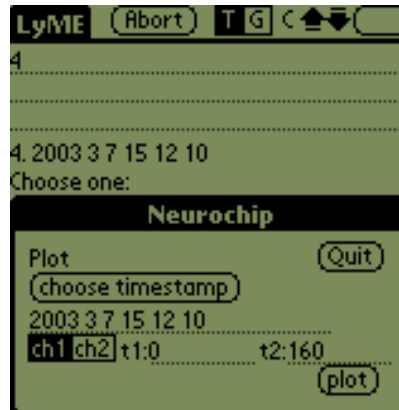 LyME (Abort) T G C
4
4. 2003 3 7 15 12 10
Choose one:
Neurochip
Plot (Quit)
(choose timestamp)
2003 3 7 15 12 10
ch1 ch2 t1:0 t2:160
(plot)